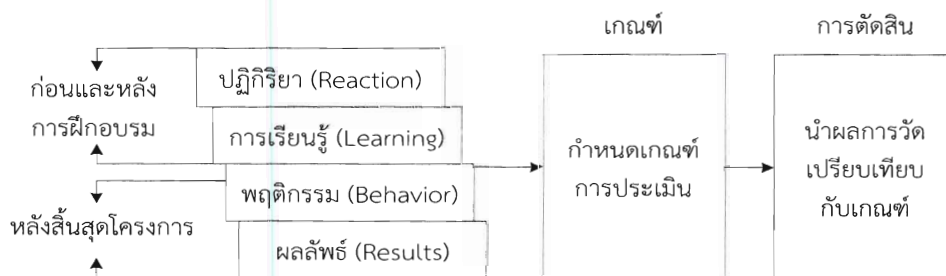 เกณฑ์
การตัดสิน
ก่อนและหลัง
การฝึกอบรม
ปฏิกิริยา (Reaction)
การเรียนรู้ (Learning)
พฤติกรรม (Behavior)
ผลลัพธ์ (Results)
หลังสิ้นสุดโครงการ
กำหนดเกณฑ์
การประเมิน
นำผลการวัด
เปรียบเทียบ
กับเกณฑ์